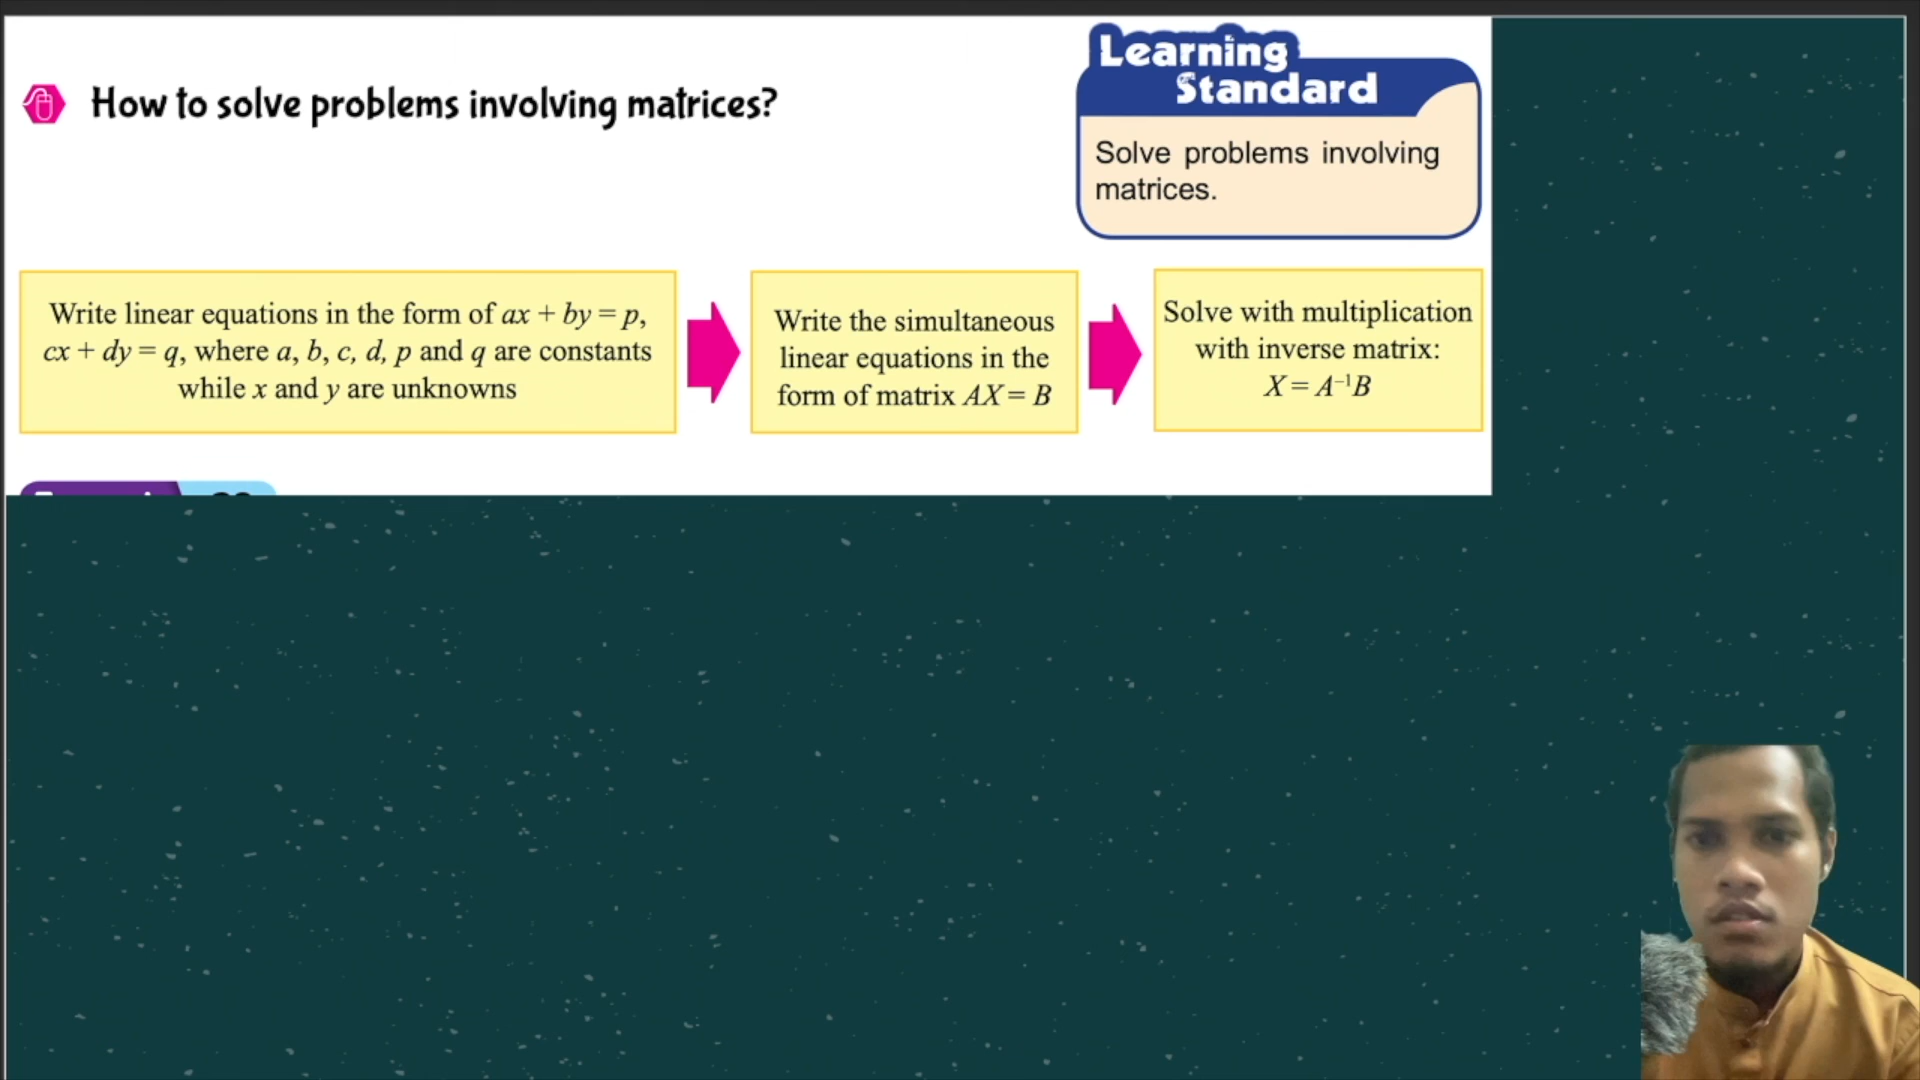 How to solve problems involving matrices?
Learning
Standard
Solve problems involving
matrices.
Write linear equations in the form of ax + by = p,
cx + dy = q, where a, b, c, d, p and q are constants
while x and y are unknowns
Write the simultaneous
linear equations in the
form of matrix AX = B
Solve with multiplication
with inverse matrix:
X = A⁻¹B